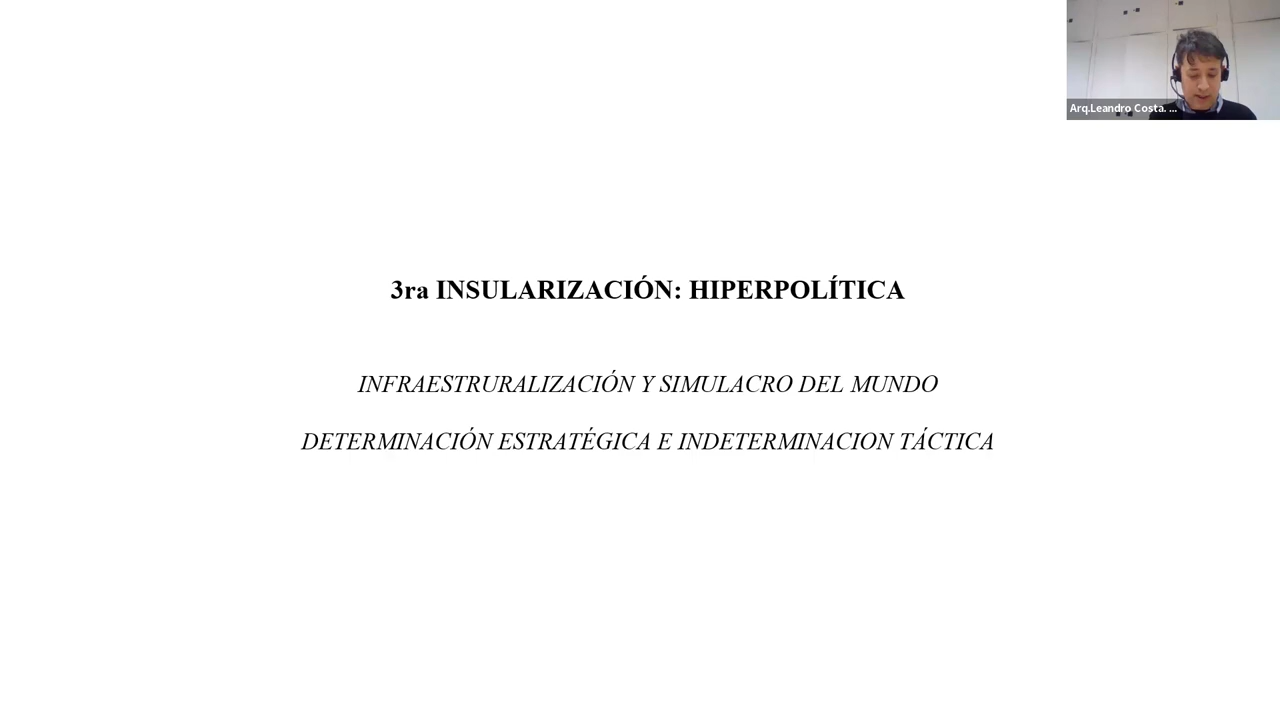 Arq.Leandro Costa. ...
3ra INSULARIZACIÓN: HIPERPOLÍTICA
INFRAESTRURALIZACIÓN Y SIMULACRO DEL MUNDO
DETERMINACIÓN ESTRATÉGICA E INDETERMINACION TÁCTICA